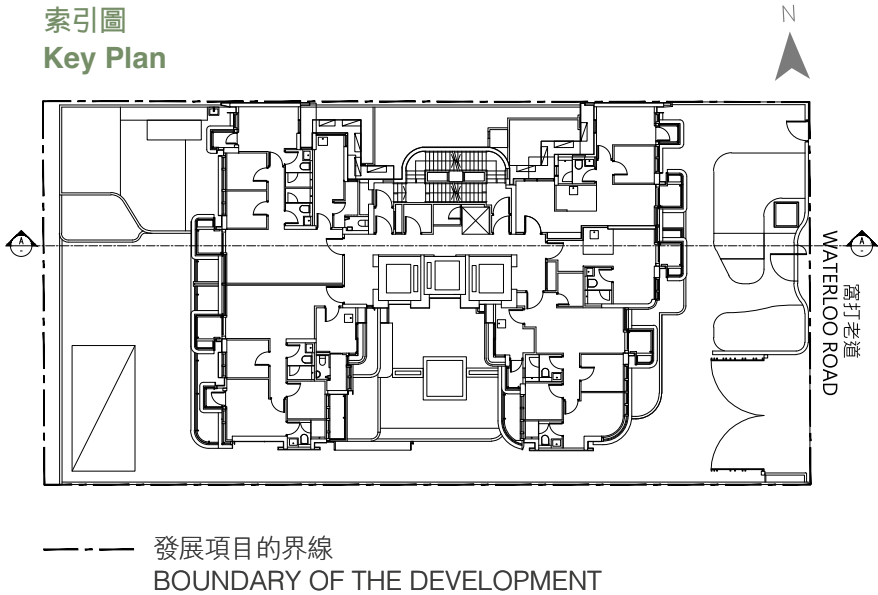 索引圖
Key Plan
N
A
-
A
-
窩打老道
WATERLOO ROAD
發展項目的界線
BOUNDARY OF THE DEVELOPMENT